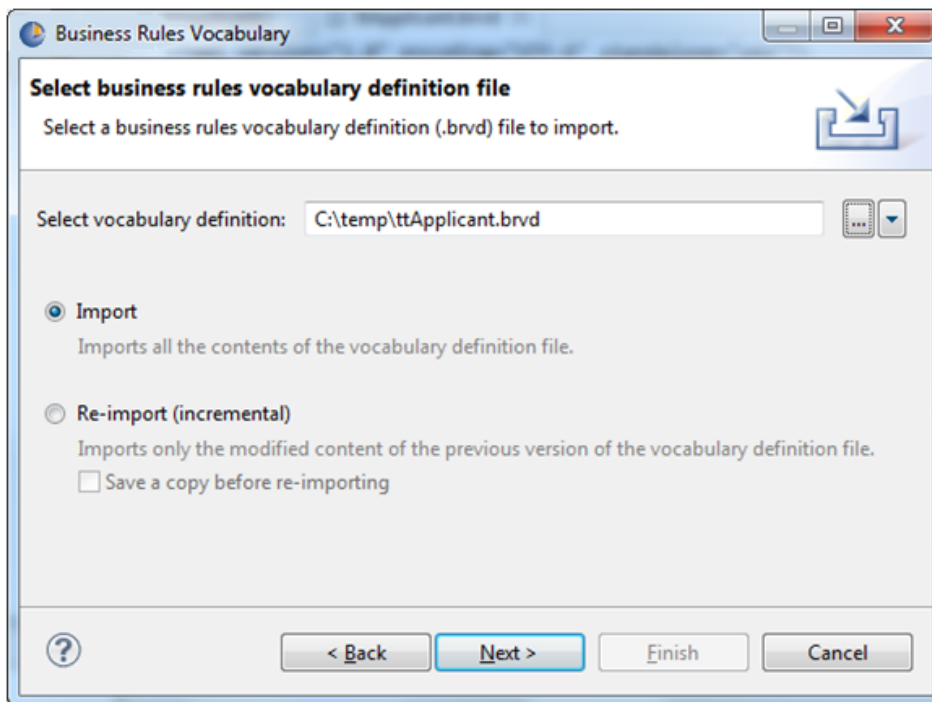 Business Rules Vocabulary
Select business rules vocabulary definition file
Select a business rules vocabulary definition (.brvd) file to import.
Select vocabulary definition: C:\temp\ttApplicant.brvd ...
Import
Imports all the contents of the vocabulary definition file.
Re-import (incremental)
Imports only the modified content of the previous version of the vocabulary definition file.
Save a copy before re-importing
? < Back Next > Finish Cancel